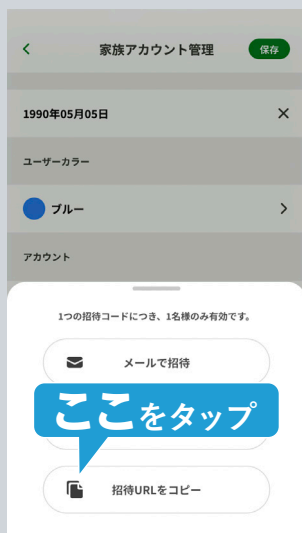 家族アカウント管理
保存
1990年05月05日
ユーザーカラー
ブルー
アカウント
1つの招待コードにつき、1名様のみ有効です。
メールで招待
ここをタップ
招待URLをコピー